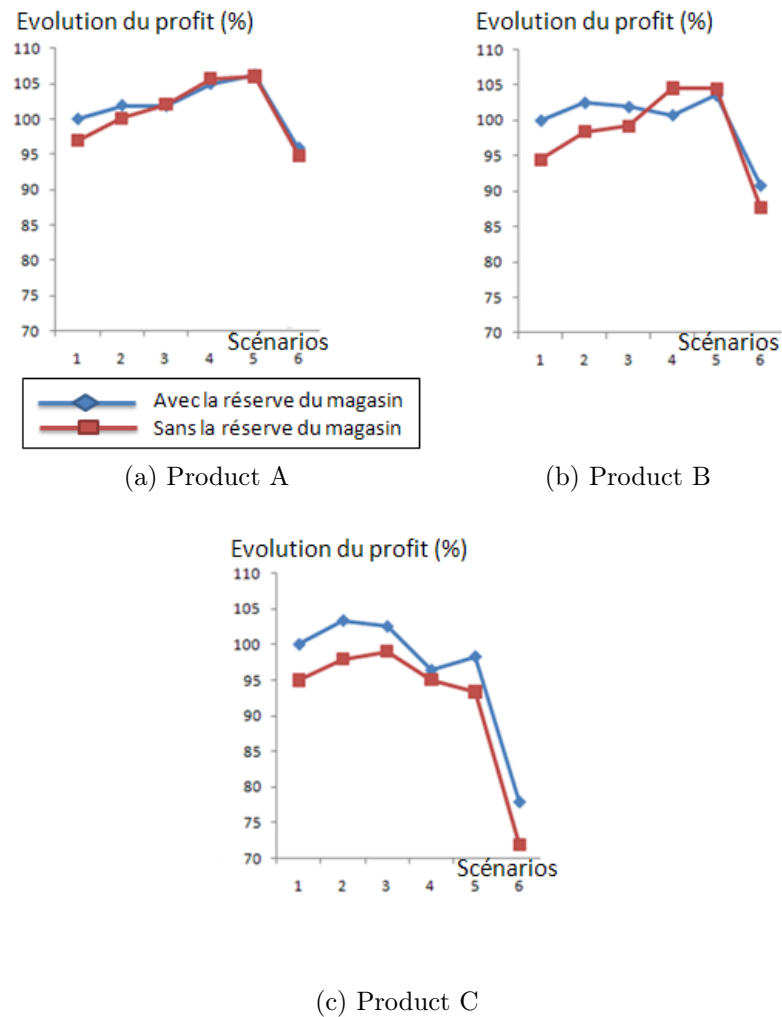 Evolution du profit (%)
110
105
100
95
90
85
80
75
70
Scénarios
1 2 3 4 5 6
Evolution du profit (%)
110
105
100
95
90
85
80
75
70
Scénarios
1 2 3 4 5 6
Avec la réserve du magasin
Sans la réserve du magasin
(a) Product A
(b) Product B
Evolution du profit (%)
110
105
100
95
90
85
80
75
70
Scénarios
1 2 3 4 5 6
(c) Product C